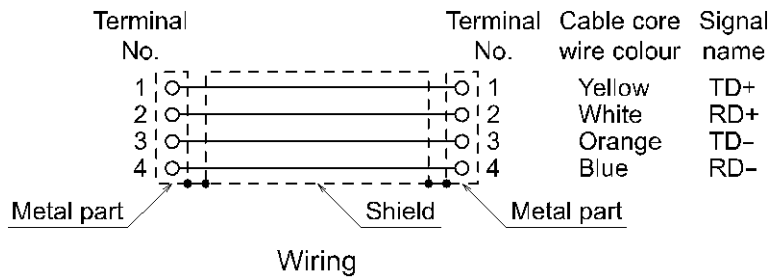 Terminal Terminal Cable core Signal
No. No. wire colour name
1 1 Yellow TD+
2 2 White RD+
3 3 Orange TD−
4 4 Blue RD−
Metal part Shield Metal part
Wiring